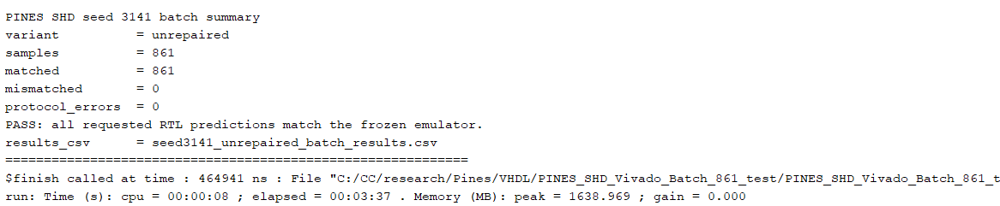 PINES SHD seed 3141 batch summary
variant          = unrepaired
samples          = 861
matched          = 861
mismatched       = 0
protocol_errors  = 0
PASS: all requested RTL predictions match the frozen emulator.
results_csv      = seed3141_unrepaired_batch_results.csv
============================================================
$finish called at time : 464941 ns : File "C:/CC/research/Pines/VHDL/PINES_SHD_Vivado_Batch_861_test/PINES_SHD_Vivado_Batch_861_t
run: Time (s): cpu = 00:00:08 ; elapsed = 00:03:37 . Memory (MB): peak = 1638.969 ; gain = 0.000